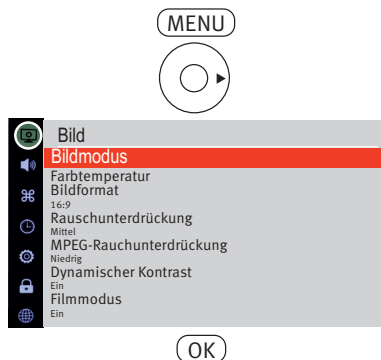 MENU
Bild
Bildmodus
Farbtemperatur
Bildformat
16:9
Rauschunterdrückung
Mittel
MPEG-Rauchunterdrückung
Niedrig
Dynamischer Kontrast
Ein
Filmmodus
Ein
OK